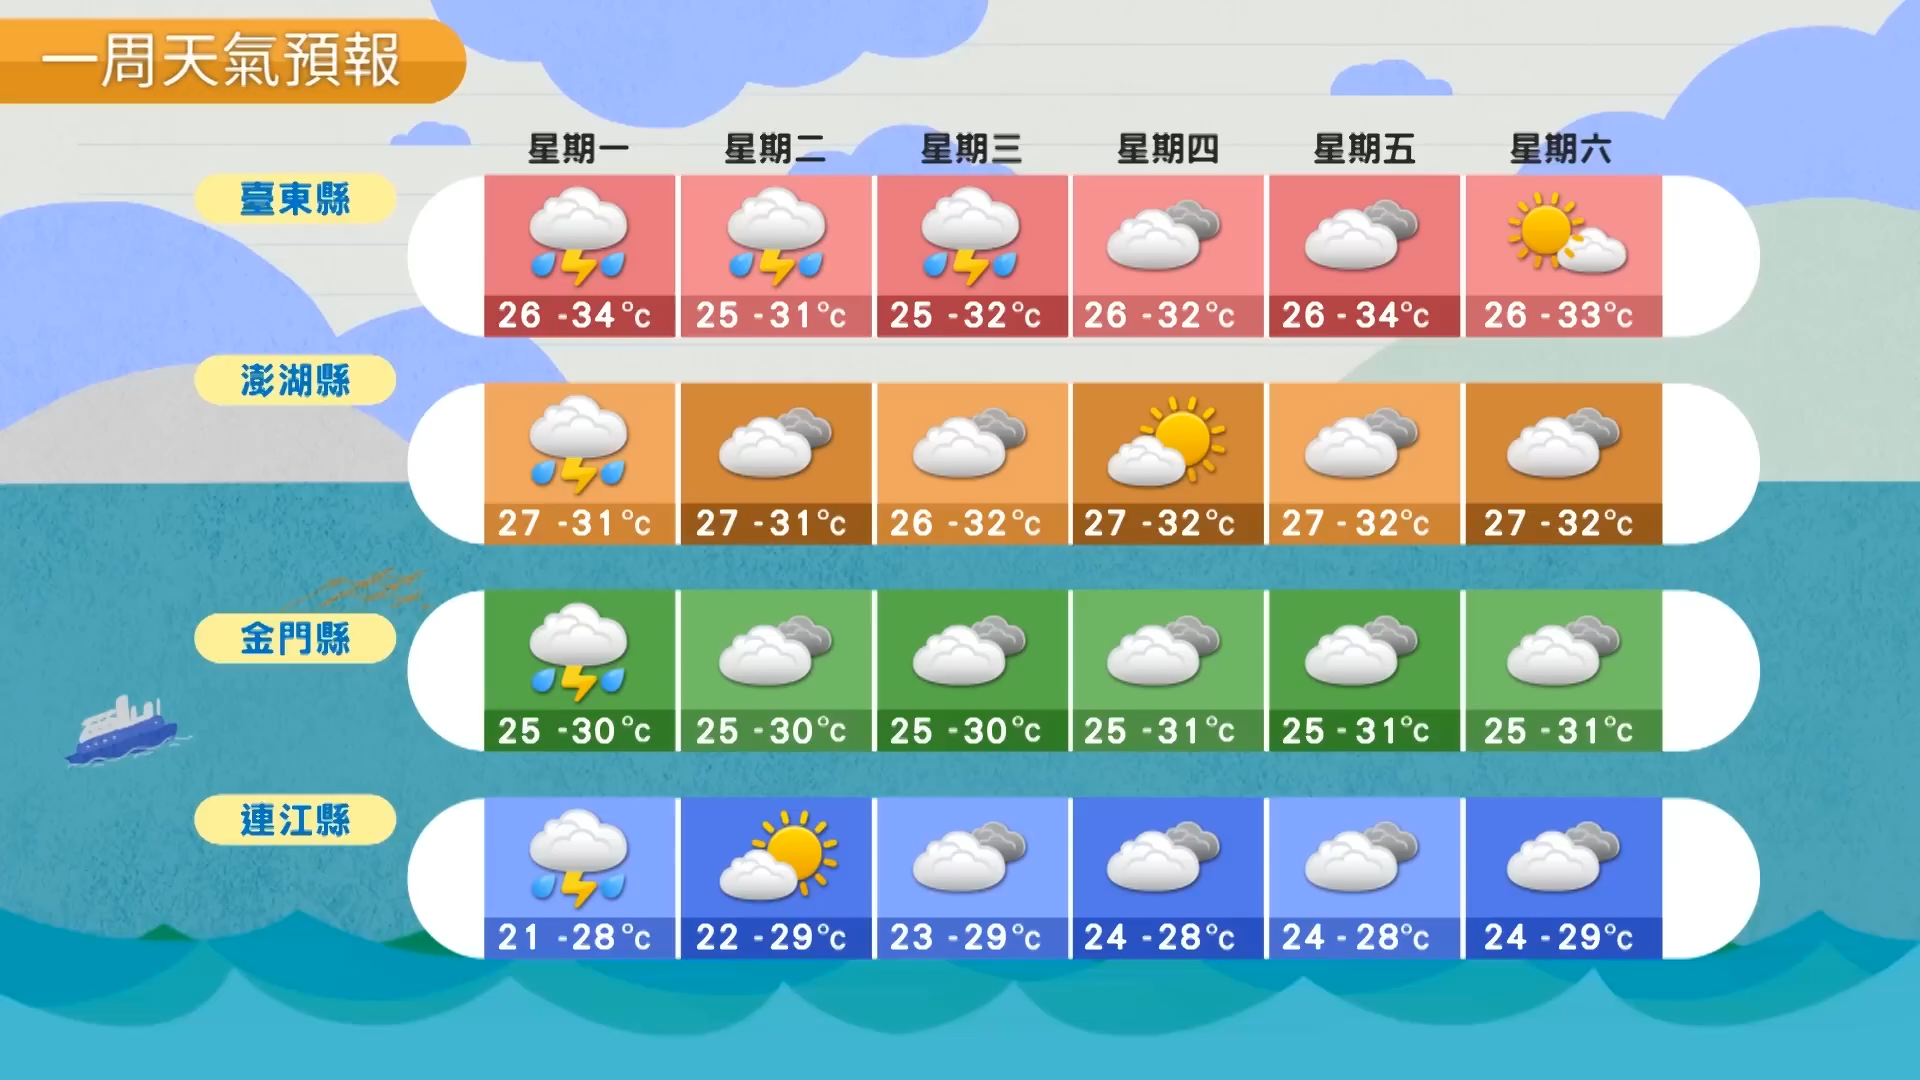 一周天氣預報
星期一 星期二 星期三 星期四 星期五 星期六
臺東縣
26 -34°C 25 -31°C 25 -32°C 26 -32°C 26 -34°C 26 -33°C
澎湖縣
27 -31°C 27 -31°C 26 -32°C 27 -32°C 27 -32°C 27 -32°C
金門縣
25 -30°C 25 -30°C 25 -30°C 25 -31°C 25 -31°C 25 -31°C
連江縣
21 -28°C 22 -29°C 23 -29°C 24 -28°C 24 -28°C 24 -29°C